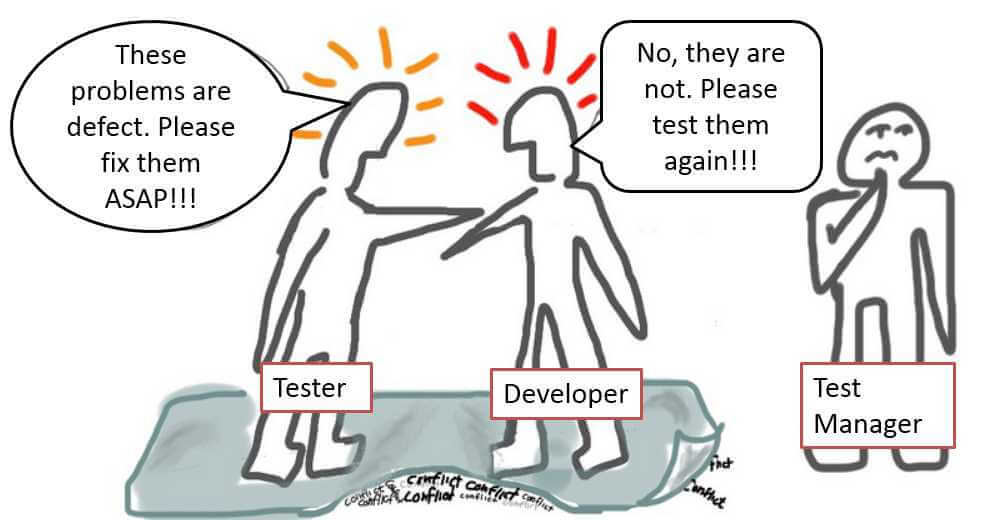 These
problems are
defect. Please
fix them
ASAP!!!
No, they are
not. Please
test them
again!!!
Tester
Developer
Test
Manager
conflict conflict conflict conflict
conflict conflict conflict
conflict